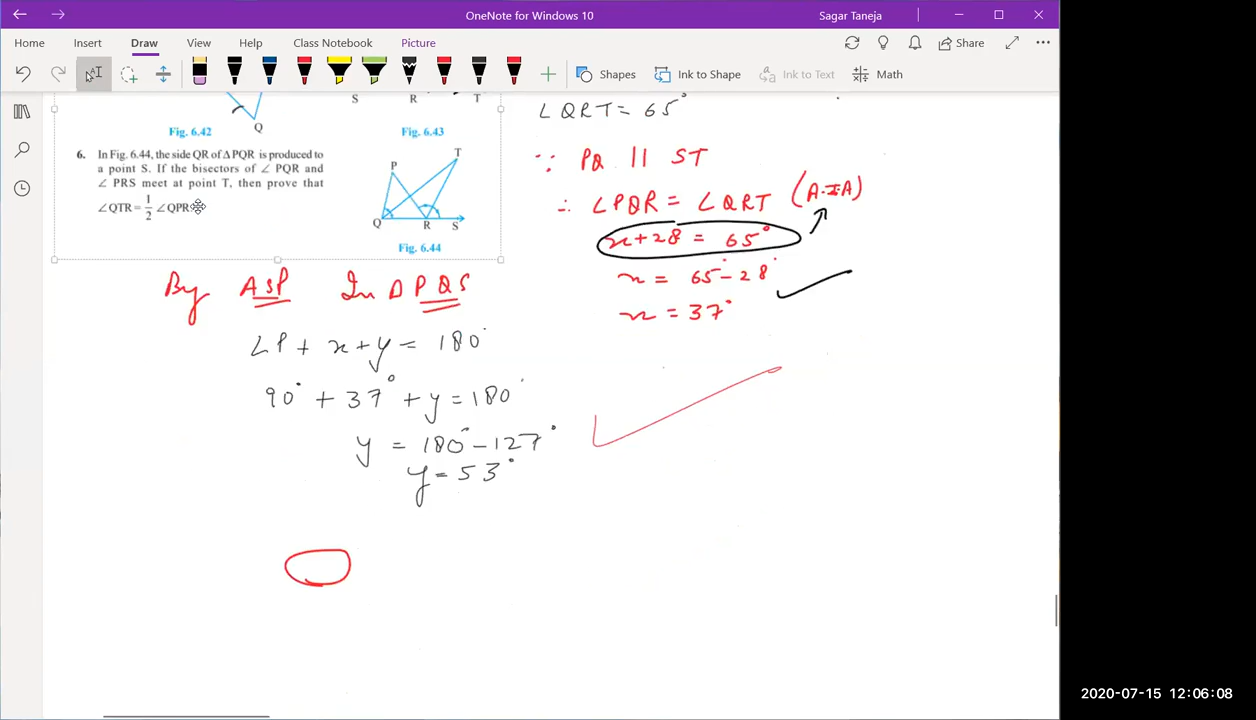 OneNote for Windows 10
Sagar Taneja
Home Insert Draw View Help Class Notebook Picture
Share
Shapes Ink to Shape Ink to Text Math
S R T
Q
Fig. 6.42 Fig. 6.43
6. In Fig. 6.44, the side QR of Δ PQR is produced to
a point S. If the bisectors of ∠ PQR and
∠ PRS meet at point T, then prove that
∠QTR = 1/2 ∠QPR
P T
Q R S
Fig. 6.44
∠QRT = 65°
∵ PQ || ST
∴ ∠PQR = ∠QRT (A.I.A)
x+28 = 65°
x = 65° - 28°
x = 37°
By ASP In Δ PQS
∠P + x + y = 180°
90° + 37° + y = 180°
y = 180° - 127°
y = 53°
2020-07-15 12:06:08